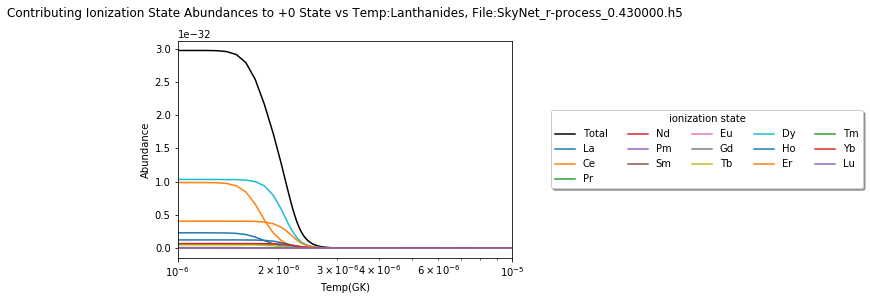 Contributing Ionization State Abundances to +0 State vs Temp:Lanthanides, File:SkyNet_r-process_0.430000.h5
1e−32
3.0
2.5
2.0
1.5
1.0
0.5
0.0
Abundance
10⁻⁶
2 × 10⁻⁶
3 × 10⁻⁶
4 × 10⁻⁶
6 × 10⁻⁶
10⁻⁵
Temp(GK)
ionization state
Total Nd Eu Dy Tm
La Pm Gd Ho Yb
Ce Sm Tb Er Lu
Pr